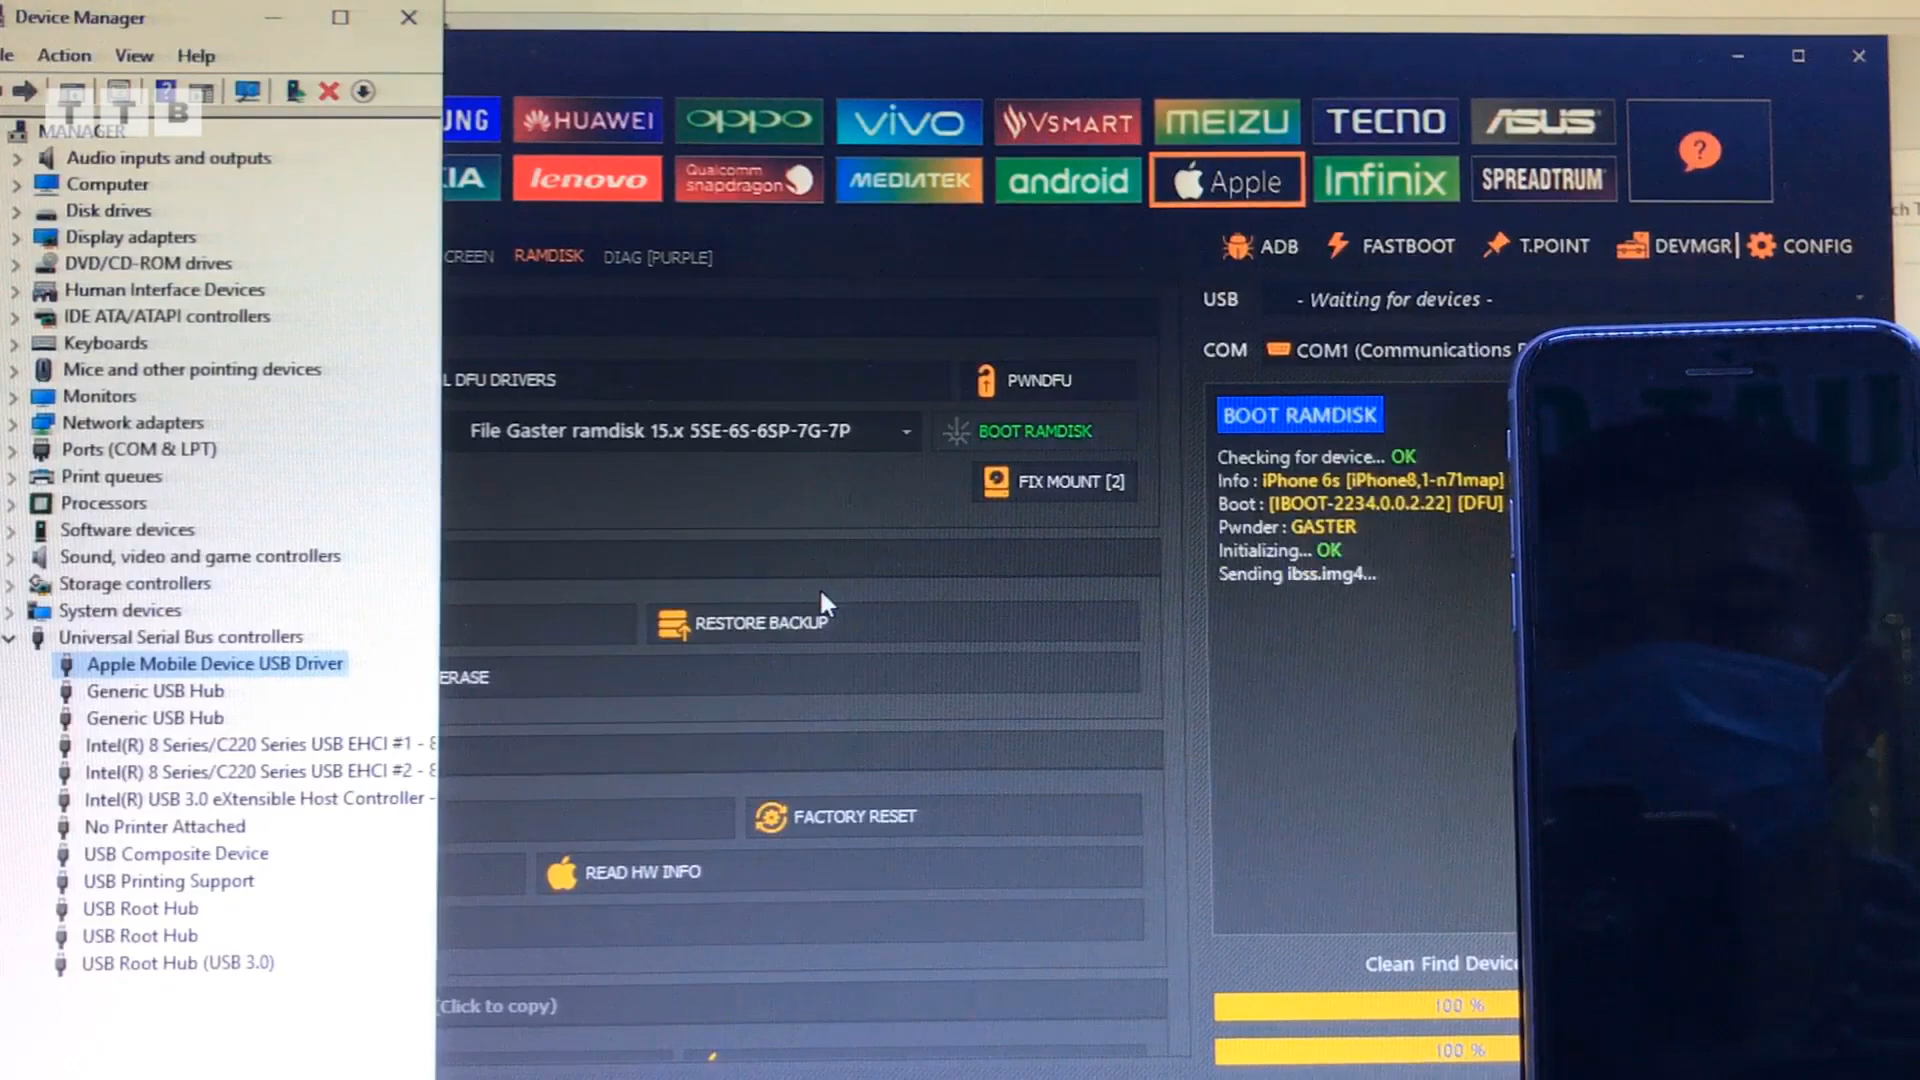 Device Manager
Action View Help
TTB
MANAGER
Audio inputs and outputs
Computer
Disk drives
Display adapters
DVD/CD-ROM drives
Human Interface Devices
IDE ATA/ATAPI controllers
Keyboards
Mice and other pointing devices
Monitors
Network adapters
Ports (COM & LPT)
Print queues
Processors
Software devices
Sound, video and game controllers
Storage controllers
System devices
Universal Serial Bus controllers
Apple Mobile Device USB Driver
Generic USB Hub
Generic USB Hub
Intel(R) 8 Series/C220 Series USB EHCI #1 - 8
Intel(R) 8 Series/C220 Series USB EHCI #2 - 8
Intel(R) USB 3.0 eXtensible Host Controller -
No Printer Attached
USB Composite Device
USB Printing Support
USB Root Hub
USB Root Hub
USB Root Hub (USB 3.0)
UNG HUAWEI oppo vivo VSMART MEIZU TECNO ASUS ?
IA lenovo Qualcomm snapdragon MEDIATEK android Apple Infinix SPREADTRUM
CREEN RAMDISK DIAG [PURPLE]
ADB FASTBOOT T.POINT DEVMGR CONFIG
USB - Waiting for devices -
COM COM1 (Communications
L DFU DRIVERS PWNDFU
File Gaster ramdisk 15.x 5SE-6S-6SP-7G-7P BOOT RAMDISK
FIX MOUNT [2]
RESTORE BACKUP
ERASE
FACTORY RESET
READ HW INFO
(Click to copy)
BOOT RAMDISK
Checking for device... OK
Info : iPhone 6s [iPhone8,1-n71map]
Boot : [IBOOT-2234.0.0.2.22] [DFU]
Pwnder : GASTER
Initializing... OK
Sending ibss.img4...
Clean Find Device
100 %
100 %